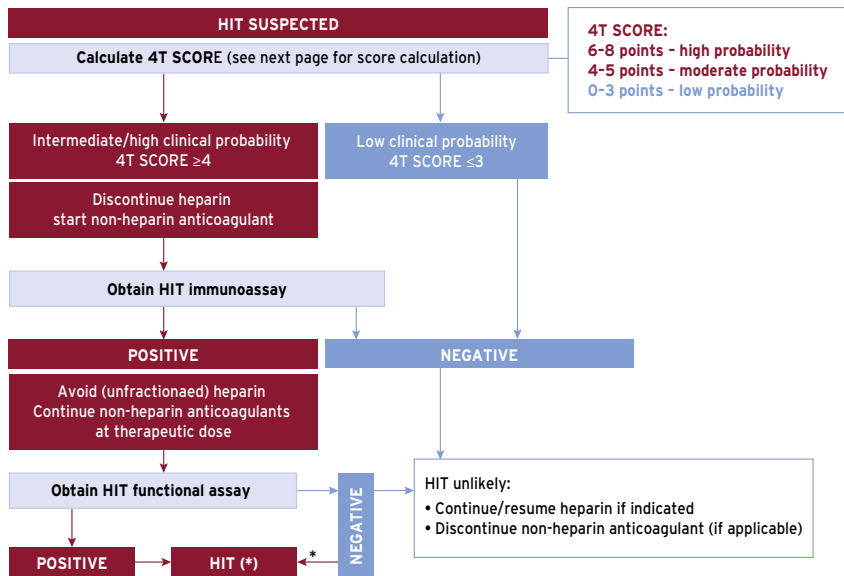 HIT SUSPECTED
Calculate 4T SCORE (see next page for score calculation)
4T SCORE:
6–8 points – high probability
4–5 points – moderate probability
0–3 points – low probability
Intermediate/high clinical probability
4T SCORE ≥4
Low clinical probability
4T SCORE ≤3
Discontinue heparin
start non-heparin anticoagulant
Obtain HIT immunoassay
POSITIVE
NEGATIVE
Avoid (unfractionaed) heparin
Continue non-heparin anticoagulants
at therapeutic dose
Obtain HIT functional assay
NEGATIVE
HIT unlikely:
• Continue/resume heparin if indicated
• Discontinue non-heparin anticoagulant (if applicable)
POSITIVE
HIT (*)
*